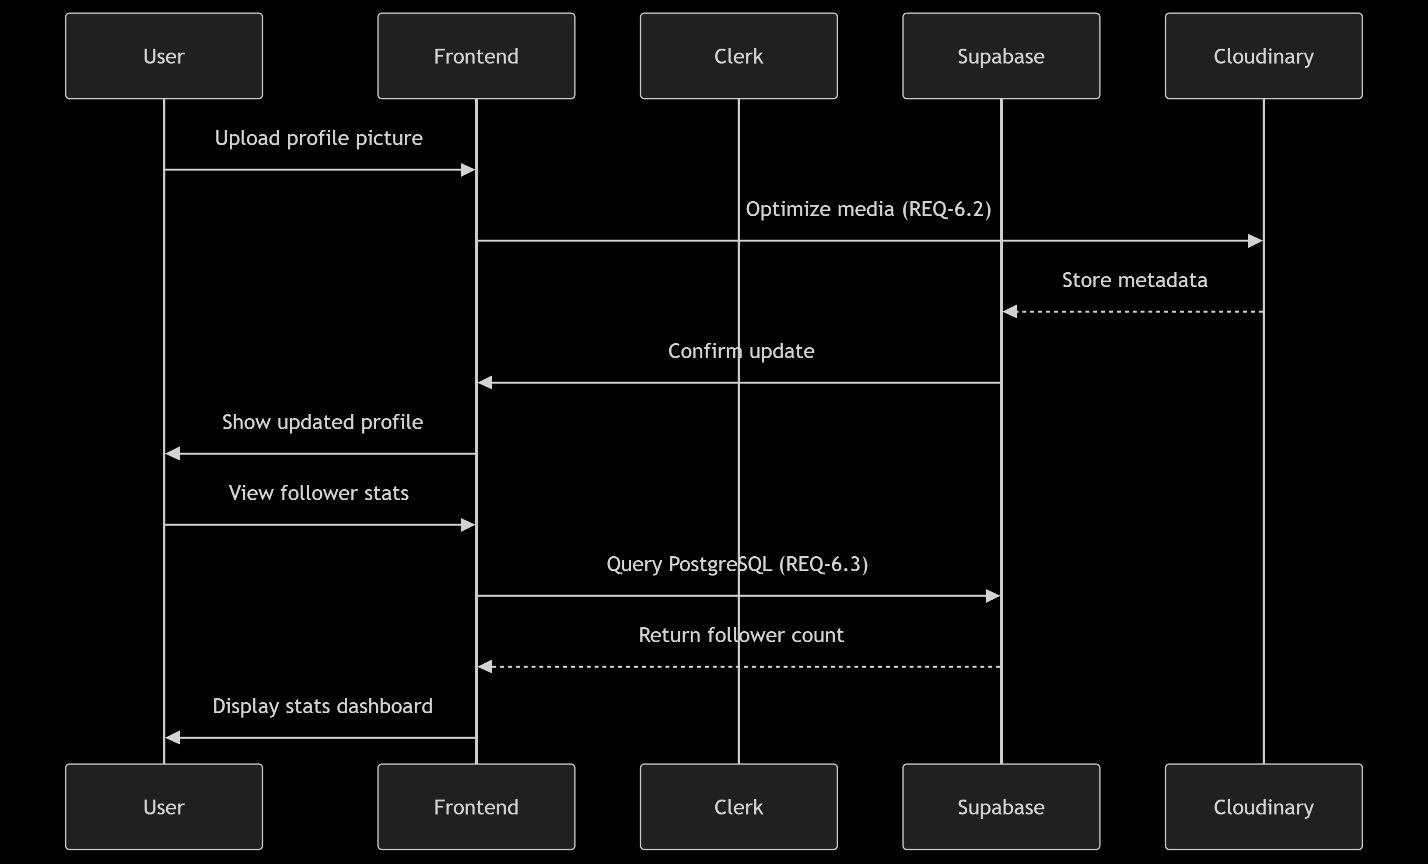 User
Frontend
Clerk
Supabase
Cloudinary
Upload profile picture
Optimize media (REQ-6.2)
Store metadata
Confirm update
Show updated profile
View follower stats
Query PostgreSQL (REQ-6.3)
Return follower count
Display stats dashboard
User
Frontend
Clerk
Supabase
Cloudinary